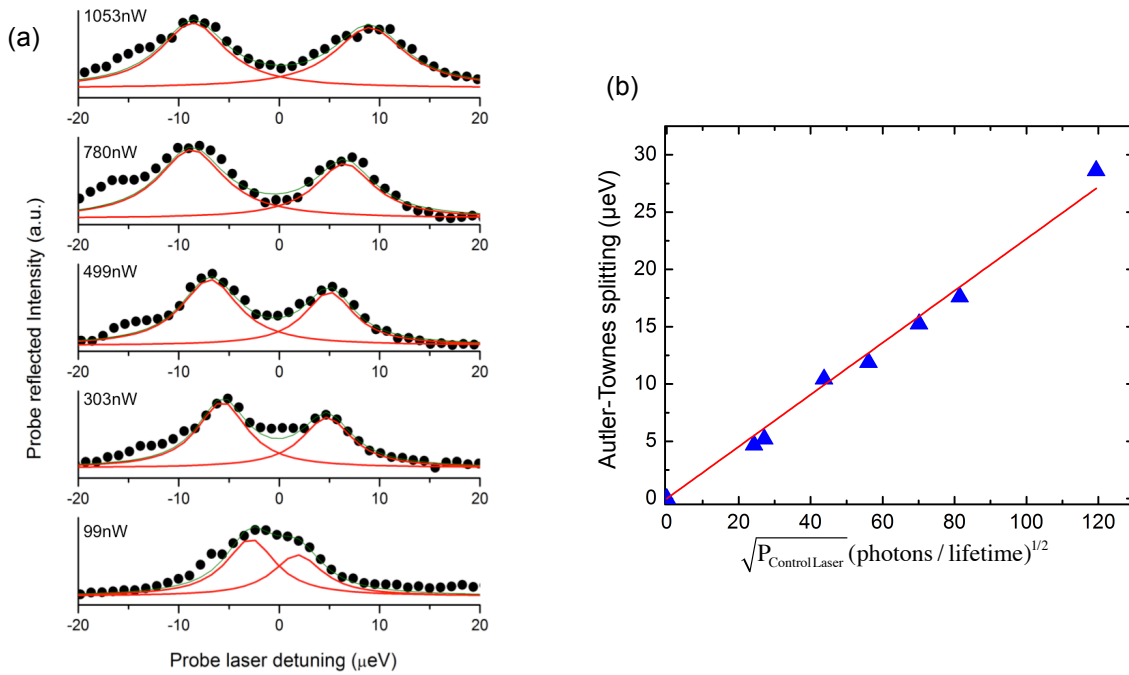 (a)
Probe reflected Intensity (a.u.)
1053nW
-20 -10 0 10 20
780nW
-20 -10 0 10 20
499nW
-20 -10 0 10 20
303nW
-20 -10 0 10 20
99nW
-20 -10 0 10 20
Probe laser detuning (μeV)
(b)
Autler-Townes splitting (μeV)
30
25
20
15
10
5
0
0 20 40 60 80 100 120
√P_ControlLaser (photons / lifetime)^1/2